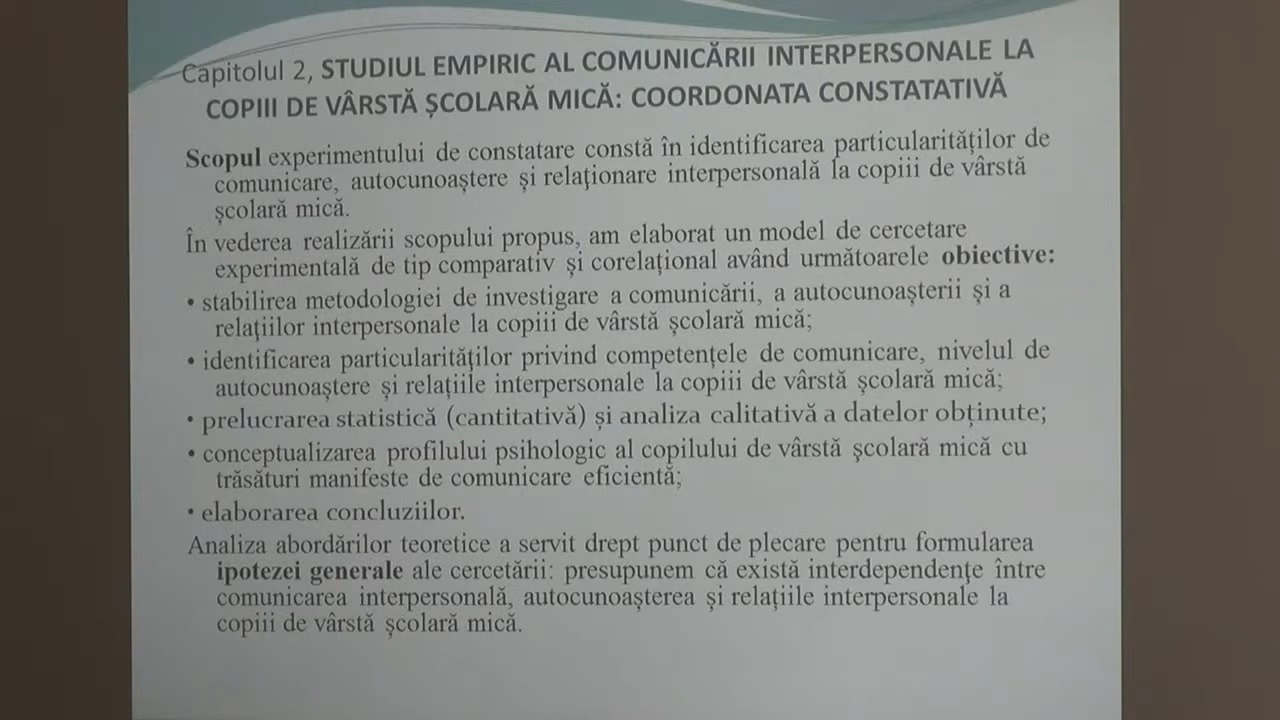 Capitolul 2, STUDIUL EMPIRIC AL COMUNICĂRII INTERPERSONALE LA
COPIII DE VÂRSTĂ ȘCOLARĂ MICĂ: COORDONATA CONSTATATIVĂ
Scopul experimentului de constatare constă în identificarea particularităților de
comunicare, autocunoaștere și relaționare interpersonală la copiii de vârstă
școlară mică.
În vederea realizării scopului propus, am elaborat un model de cercetare
experimentală de tip comparativ și corelațional având următoarele obiective:
• stabilirea metodologiei de investigare a comunicării, a autocunoașterii și a
relațiilor interpersonale la copiii de vârstă școlară mică;
• identificarea particularităților privind competențele de comunicare, nivelul de
autocunoaștere și relațiile interpersonale la copiii de vârstă școlară mică;
• prelucrarea statistică (cantitativă) și analiza calitativă a datelor obținute;
• conceptualizarea profilului psihologic al copilului de vârstă școlară mică cu
trăsături manifeste de comunicare eficientă;
• elaborarea concluziilor.
Analiza abordărilor teoretice a servit drept punct de plecare pentru formularea
ipotezei generale ale cercetării: presupunem că există interdependențe între
comunicarea interpersonală, autocunoașterea și relațiile interpersonale la
copiii de vârstă școlară mică.